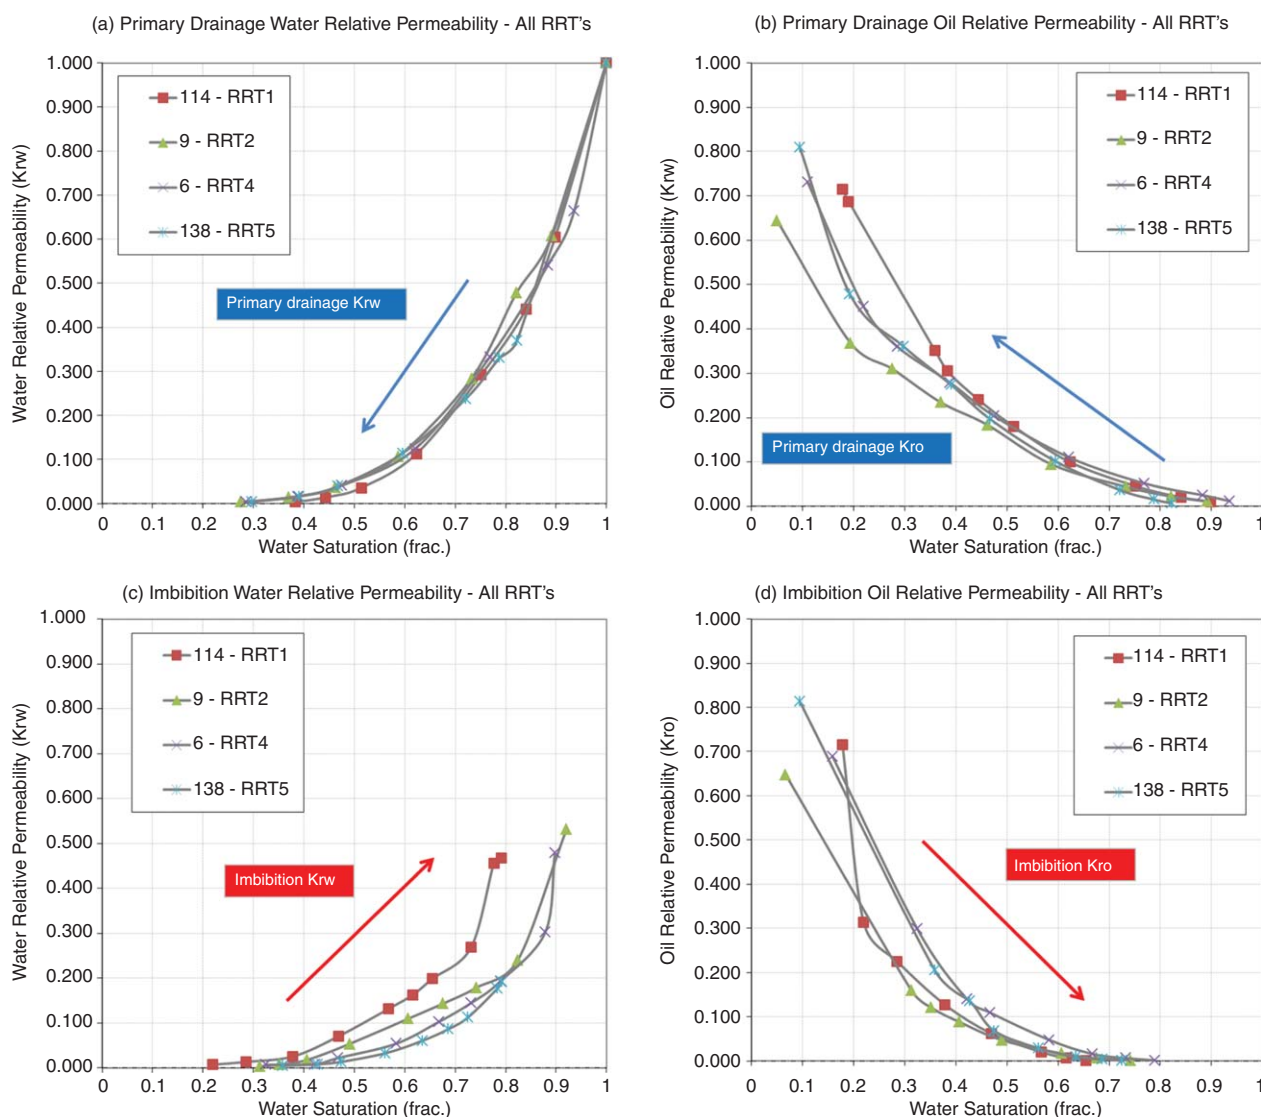 (a) Primary Drainage Water Relative Permeability - All RRT's
1.000
0.900
0.800
0.700
0.600
0.500
0.400
0.300
0.200
0.100
0.000
Water Relative Permeability (Krw)
114 - RRT1
9 - RRT2
6 - RRT4
138 - RRT5
Primary drainage Krw
0 0.1 0.2 0.3 0.4 0.5 0.6 0.7 0.8 0.9 1
Water Saturation (frac.)
(b) Primary Drainage Oil Relative Permeability - All RRT's
1.000
0.900
0.800
0.700
0.600
0.500
0.400
0.300
0.200
0.100
0.000
Oil Relative Permeability (Krw)
114 - RRT1
9 - RRT2
6 - RRT4
138 - RRT5
Primary drainage Kro
0 0.1 0.2 0.3 0.4 0.5 0.6 0.7 0.8 0.9 1
Water Saturation (frac.)
(c) Imbibition Water Relative Permeability - All RRT's
1.000
0.900
0.800
0.700
0.600
0.500
0.400
0.300
0.200
0.100
0.000
Water Relative Permeability (Krw)
114 - RRT1
9 - RRT2
6 - RRT4
138 - RRT5
Imbibition Krw
0 0.1 0.2 0.3 0.4 0.5 0.6 0.7 0.8 0.9 1
Water Saturation (frac.)
(d) Imbibition Oil Relative Permeability - All RRT's
1.000
0.900
0.800
0.700
0.600
0.500
0.400
0.300
0.200
0.100
0.000
Oil Relative Permeability (Kro)
114 - RRT1
9 - RRT2
6 - RRT4
138 - RRT5
Imbibition Kro
0 0.1 0.2 0.3 0.4 0.5 0.6 0.7 0.8 0.9 1
Water Saturation (frac.)